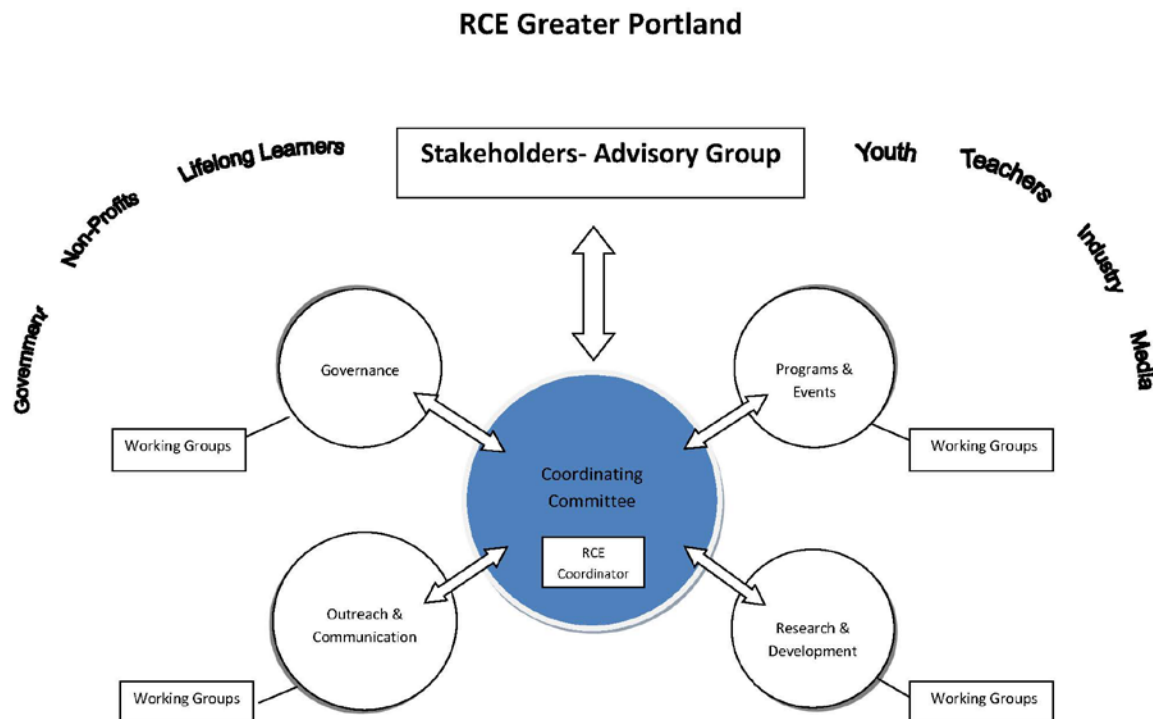 RCE Greater Portland
Stakeholders- Advisory Group
Government
Non-Profits
Lifelong Learners
Youth
Teachers
Industry
Media
Governance
Programs &
Events
Working Groups
Working Groups
Coordinating
Committee
RCE
Coordinator
Outreach &
Communication
Research &
Development
Working Groups
Working Groups